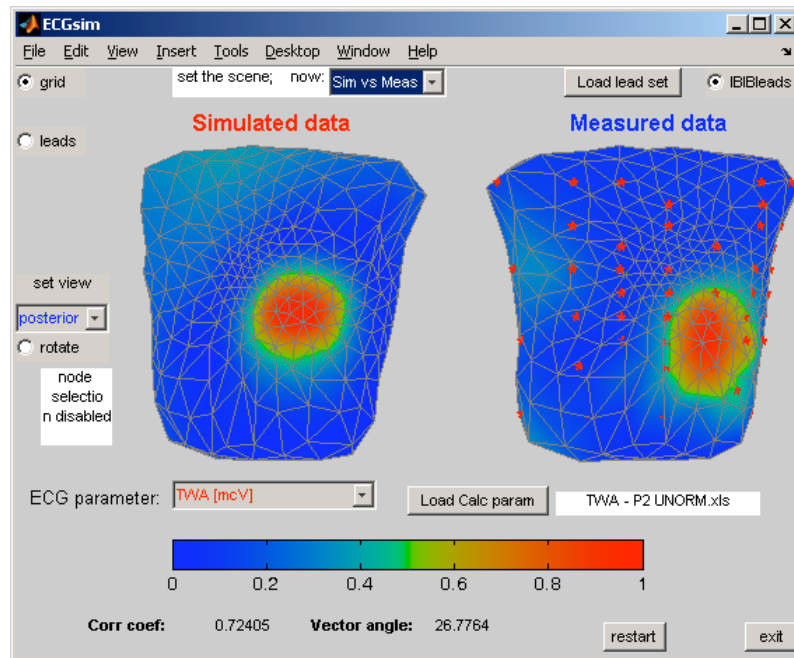 ECGsim
File Edit View Insert Tools Desktop Window Help
grid
set the scene; now: Sim vs Meas
Load lead set
IBIBleads
leads
Simulated data
Measured data
set view
posterior
rotate
node
selectio
n disabled
ECG parameter: TWA [mcV]
Load Calc param
TWA - P2 UNORM.xls
0 0.2 0.4 0.6 0.8 1
Corr coef: 0.72405 Vector angle: 26.7764
restart
exit